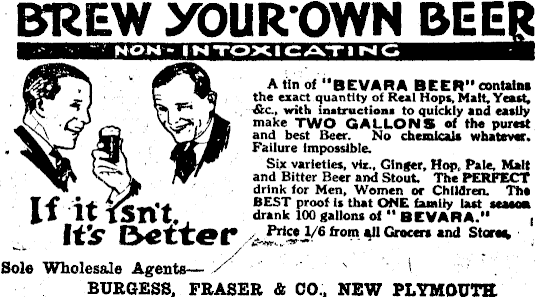 BREW YOUR OWN BEER
NON-INTOXICATING
A tin of "BEVARA BEER" contains
the exact quantity of Real Hops, Malt, Yeast,
&c., with instructions to quickly and easily
make TWO GALLONS of the purest
and best Beer. No chemicals whatever.
Failure impossible.
Six varieties, viz., Ginger, Hop, Pale, Malt
and Bitter Beer and Stout. The PERFECT
drink for Men, Women or Children. The
BEST proof is that ONE family last season
drank 100 gallons of "BEVARA."
Price 1/6 from all Grocers and Stores.
If it isn't.
It's Better
Sole Wholesale Agents—
BURGESS, FRASER & CO., NEW PLYMOUTH.